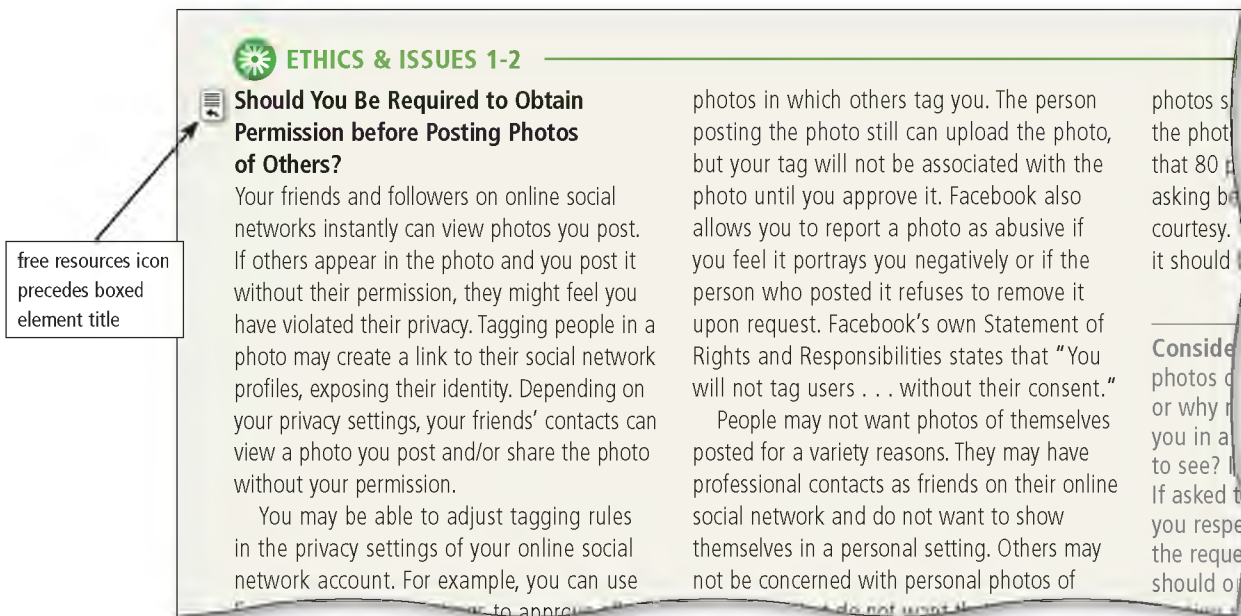 ETHICS & ISSUES 1-2
Should You Be Required to Obtain
Permission before Posting Photos
of Others?
Your friends and followers on online social
networks instantly can view photos you post.
If others appear in the photo and you post it
without their permission, they might feel you
have violated their privacy. Tagging people in a
photo may create a link to their social network
profiles, exposing their identity. Depending on
your privacy settings, your friends' contacts can
view a photo you post and/or share the photo
without your permission.
You may be able to adjust tagging rules
in the privacy settings of your online social
network account. For example, you can use
to approve
photos in which others tag you. The person
posting the photo still can upload the photo,
but your tag will not be associated with the
photo until you approve it. Facebook also
allows you to report a photo as abusive if
you feel it portrays you negatively or if the
person who posted it refuses to remove it
upon request. Facebook's own Statement of
Rights and Responsibilities states that "You
will not tag users . . . without their consent."
People may not want photos of themselves
posted for a variety reasons. They may have
professional contacts as friends on their online
social network and do not want to show
themselves in a personal setting. Others may
not be concerned with personal photos of
do not want
photos
the
that 80
asking
courtesy.
it should
photos
or why
you in a
to see?
If asked
you
the
should
free resources icon
precedes boxed
element title